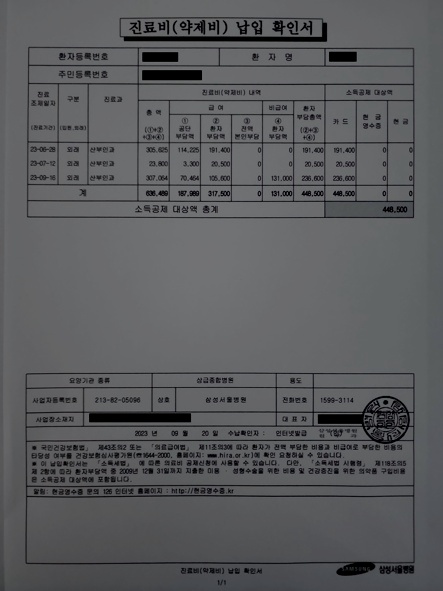 진료비(약제비) 납입 확인서
환자등록번호 환 자 명
주민등록번호
진료 조제일자 (진료기간) 구분 (입원,외래) 진료과 진료비(약제비) 내역 소득공제 대상액
총 액 (①+②+③+④) 급 여 비급여 환자 부담총액 (②+③+④) 카 드 현 금 영수증 현 금
① 공단 부담액 ② 환자 부담액 ③ 전액 본인부담 ④ 환자 부담액
23-06-28 외래 산부인과 305,625 114,225 191,400 0 0 191,400 191,400 0 0
23-07-12 외래 산부인과 23,800 3,300 20,500 0 0 20,500 20,500 0 0
23-09-16 외래 산부인과 307,064 70,464 105,600 0 131,000 236,600 236,600 0 0
계 636,489 187,989 317,500 0 131,000 448,500 448,500 0 0
소득공제 대상액 총계 448,500
요양기관 종류 상급종합병원 용도
사업자등록번호 213-82-05096 상호 삼성서울병원 전화번호 1599-3114
사업장소재지 대 표 자
2023 년 09 월 20 일 수납확인자 : 인터넷발급
※ 국민건강보험법」 제43조의2 또는 「의료급여법」 제11조의3에 따라 환자가 전액 부담한 비용과 비급여로 부담한 비용의
타당성 여부를 건강보험심사평가원(☎1644-2000, 홈페이지: www.hira.or.kr)에 확인 요청하실 수 있습니다.
※ 이 납입확인서는 「소득세법」에 따른 의료비 공제신청에 사용할 수 있습니다. 다만, 「소득세법 시행령」 제118조의5
제 2항에 따라 환자부담액 중 2009년 12월 31일까지 지출한 미용ㆍ성형수술을 위한 비용 및 건강증진을 위한 의약품 구입비용
은 소득공제 대상액에 포함됩니다.
알림: 현금영수증 문의 126 인터넷 홈페이지 : http://현금영수증.kr
진료비(약제비) 납입 확인서
SAMSUNG 삼성서울병원
1/1